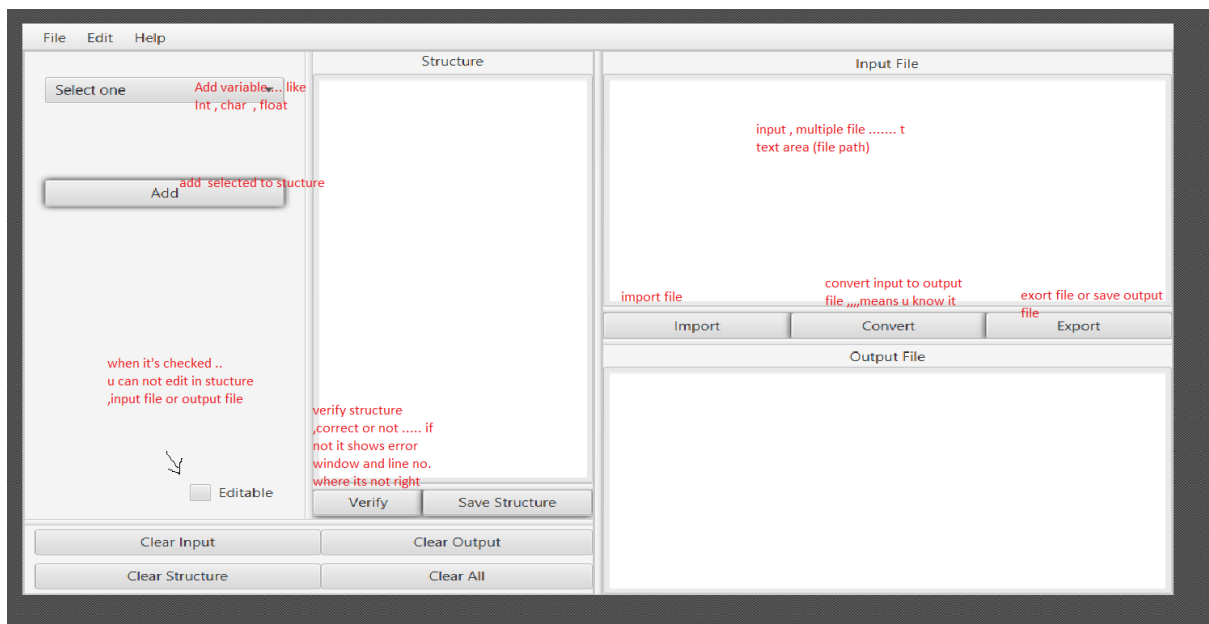 File Edit Help
Structure
Input File
Select one
Add variable.... like
Int , char , float
input , multiple file ....... t
text area (file path)
add selected to stucture
Add
import file
convert input to output
file ,,,,means u know it
exort file or save output
file
Import
Convert
Export
Output File
when it's checked ..
u can not edit in stucture
,input file or output file
verify structure
,correct or not ..... if
not it shows error
window and line no.
where its not right
Editable
Verify
Save Structure
Clear Input
Clear Output
Clear Structure
Clear All